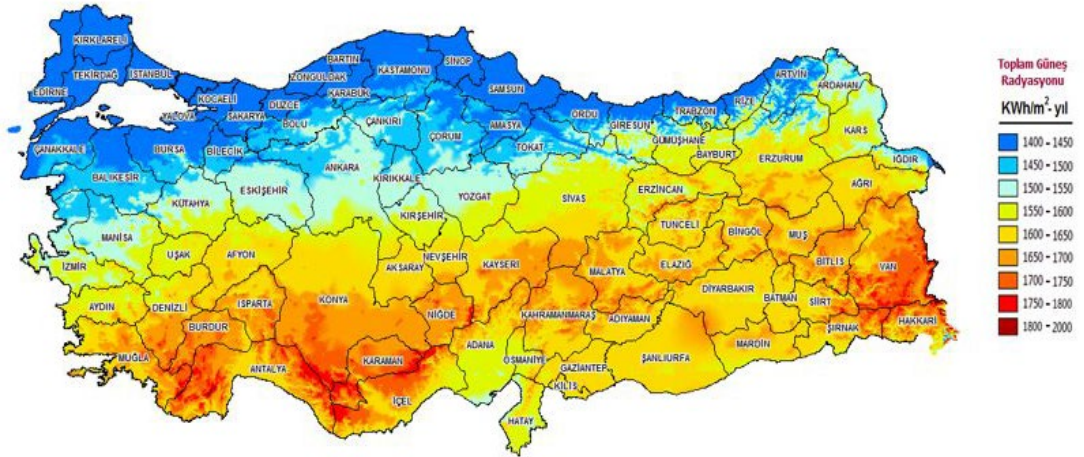 KIRKLARELİ
TEKİRDAĞ
İSTANBUL
EDİRNE
KOCAELİ
YALOVA
SAKARYA
DÜZCE
ZONGULDAK
BARTIN
KARABÜK
KASTAMONU
SİNOP
SAMSUN
ORDU
GİRESUN
TRABZON
RİZE
ARTVİN
ARDAHAN
ÇANAKKALE
BURSA
BİLECİK
BOLU
ÇANKIRI
ÇORUM
AMASYA
TOKAT
GÜMÜŞHANE
BAYBURT
ERZURUM
KARS
IĞDIR
BALIKESİR
KÜTAHYA
ESKİŞEHİR
ANKARA
KIRIKKALE
YOZGAT
SİVAS
ERZİNCAN
AĞRI
MANİSA
KIRŞEHİR
TUNCELİ
BİNGÖL
MUŞ
İZMİR
UŞAK
AFYON
AKSARAY
NEVŞEHİR
KAYSERİ
MALATYA
ELAZIĞ
BİTLİS
VAN
AYDIN
DENİZLİ
ISPARTA
KONYA
NİĞDE
KAHRAMANMARAŞ
ADIYAMAN
DİYARBAKIR
BATMAN
SİİRT
BURDUR
ŞIRNAK
HAKKARİ
MUĞLA
ANTALYA
KARAMAN
ADANA
OSMANİYE
GAZİANTEP
ŞANLIURFA
MARDİN
İÇEL
KİLİS
HATAY
Toplam Güneş
Radyasyonu
KWh/m²-yıl
1400 - 1450
1450 - 1500
1500 - 1550
1550 - 1600
1600 - 1650
1650 - 1700
1700 - 1750
1750 - 1800
1800 - 2000